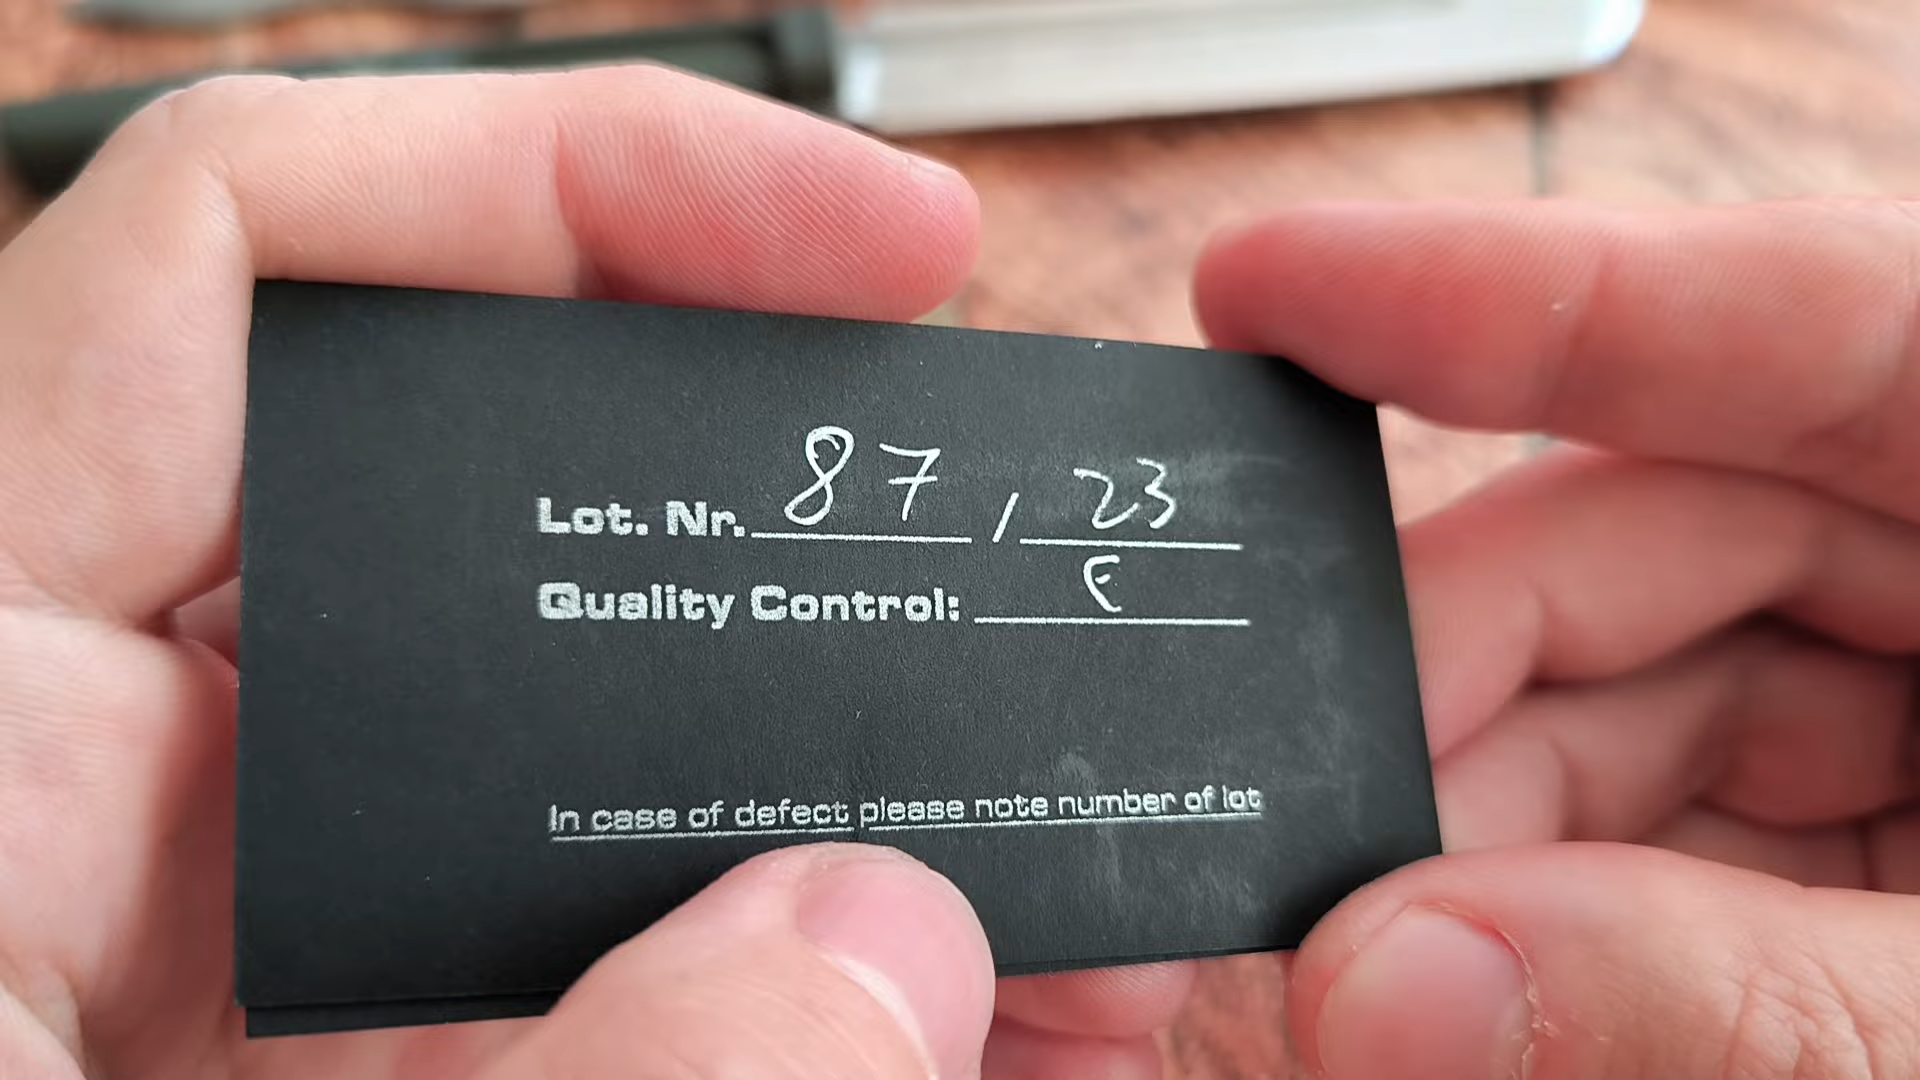 Lot. Nr. 87 / 23
Quality Control: E
In case of defect please note number of lot